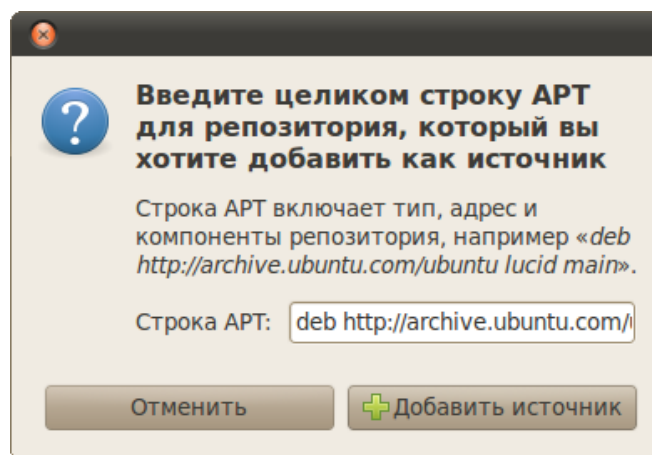 Введите целиком строку APT
для репозитория, который вы
хотите добавить как источник
Строка APT включает тип, адрес и
компоненты репозитория, например «deb
http://archive.ubuntu.com/ubuntu lucid main».
Строка APT: deb http://archive.ubuntu.com/
Отменить Добавить источник